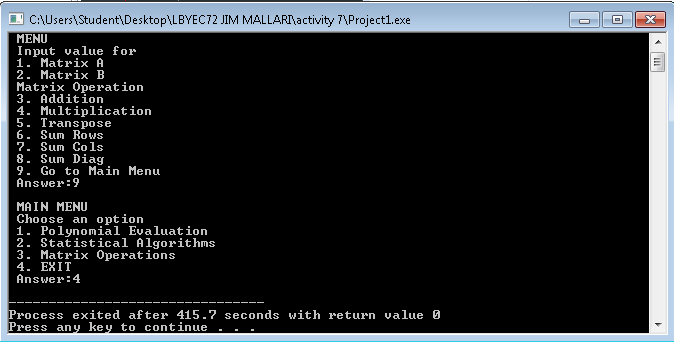 C:\Users\Student\Desktop\LBYEC72 JIM MALLARI\activity 7\Project1.exe
MENU
Input value for
1. Matrix A
2. Matrix B
Matrix Operation
3. Addition
4. Multiplication
5. Transpose
6. Sum Rows
7. Sum Cols
8. Sum Diag
9. Go to Main Menu
Answer:9
MAIN MENU
Choose an option
1. Polynomial Evaluation
2. Statistical Algorithms
3. Matrix Operations
4. EXIT
Answer:4
--------------------------------
Process exited after 415.7 seconds with return value 0
Press any key to continue . . .